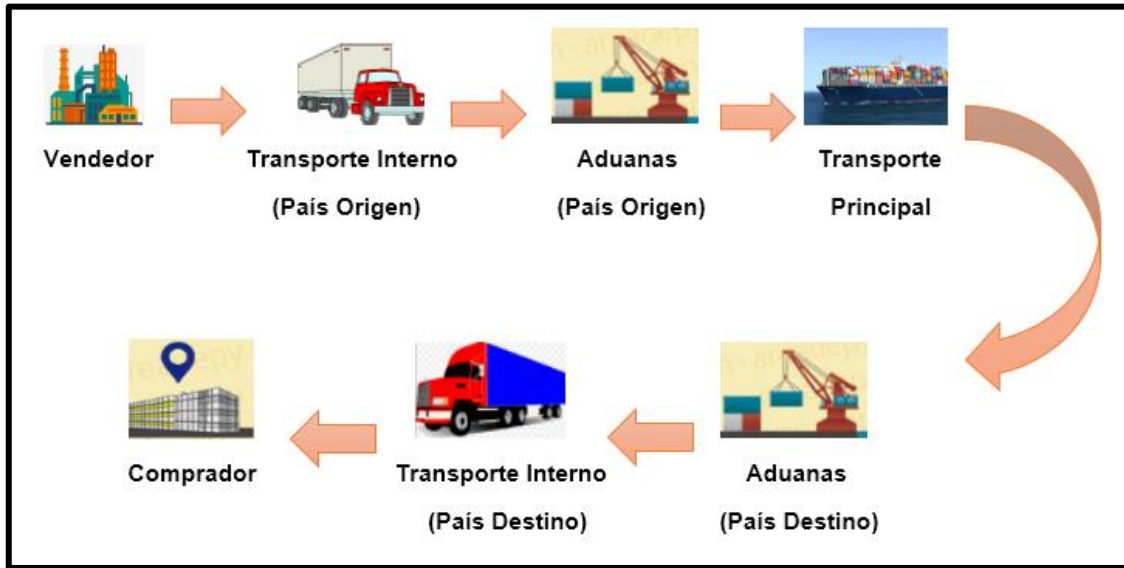 Vendedor
Transporte Interno
(País Origen)
Aduanas
(País Origen)
Transporte
Principal
Comprador
Transporte Interno
(País Destino)
Aduanas
(País Destino)